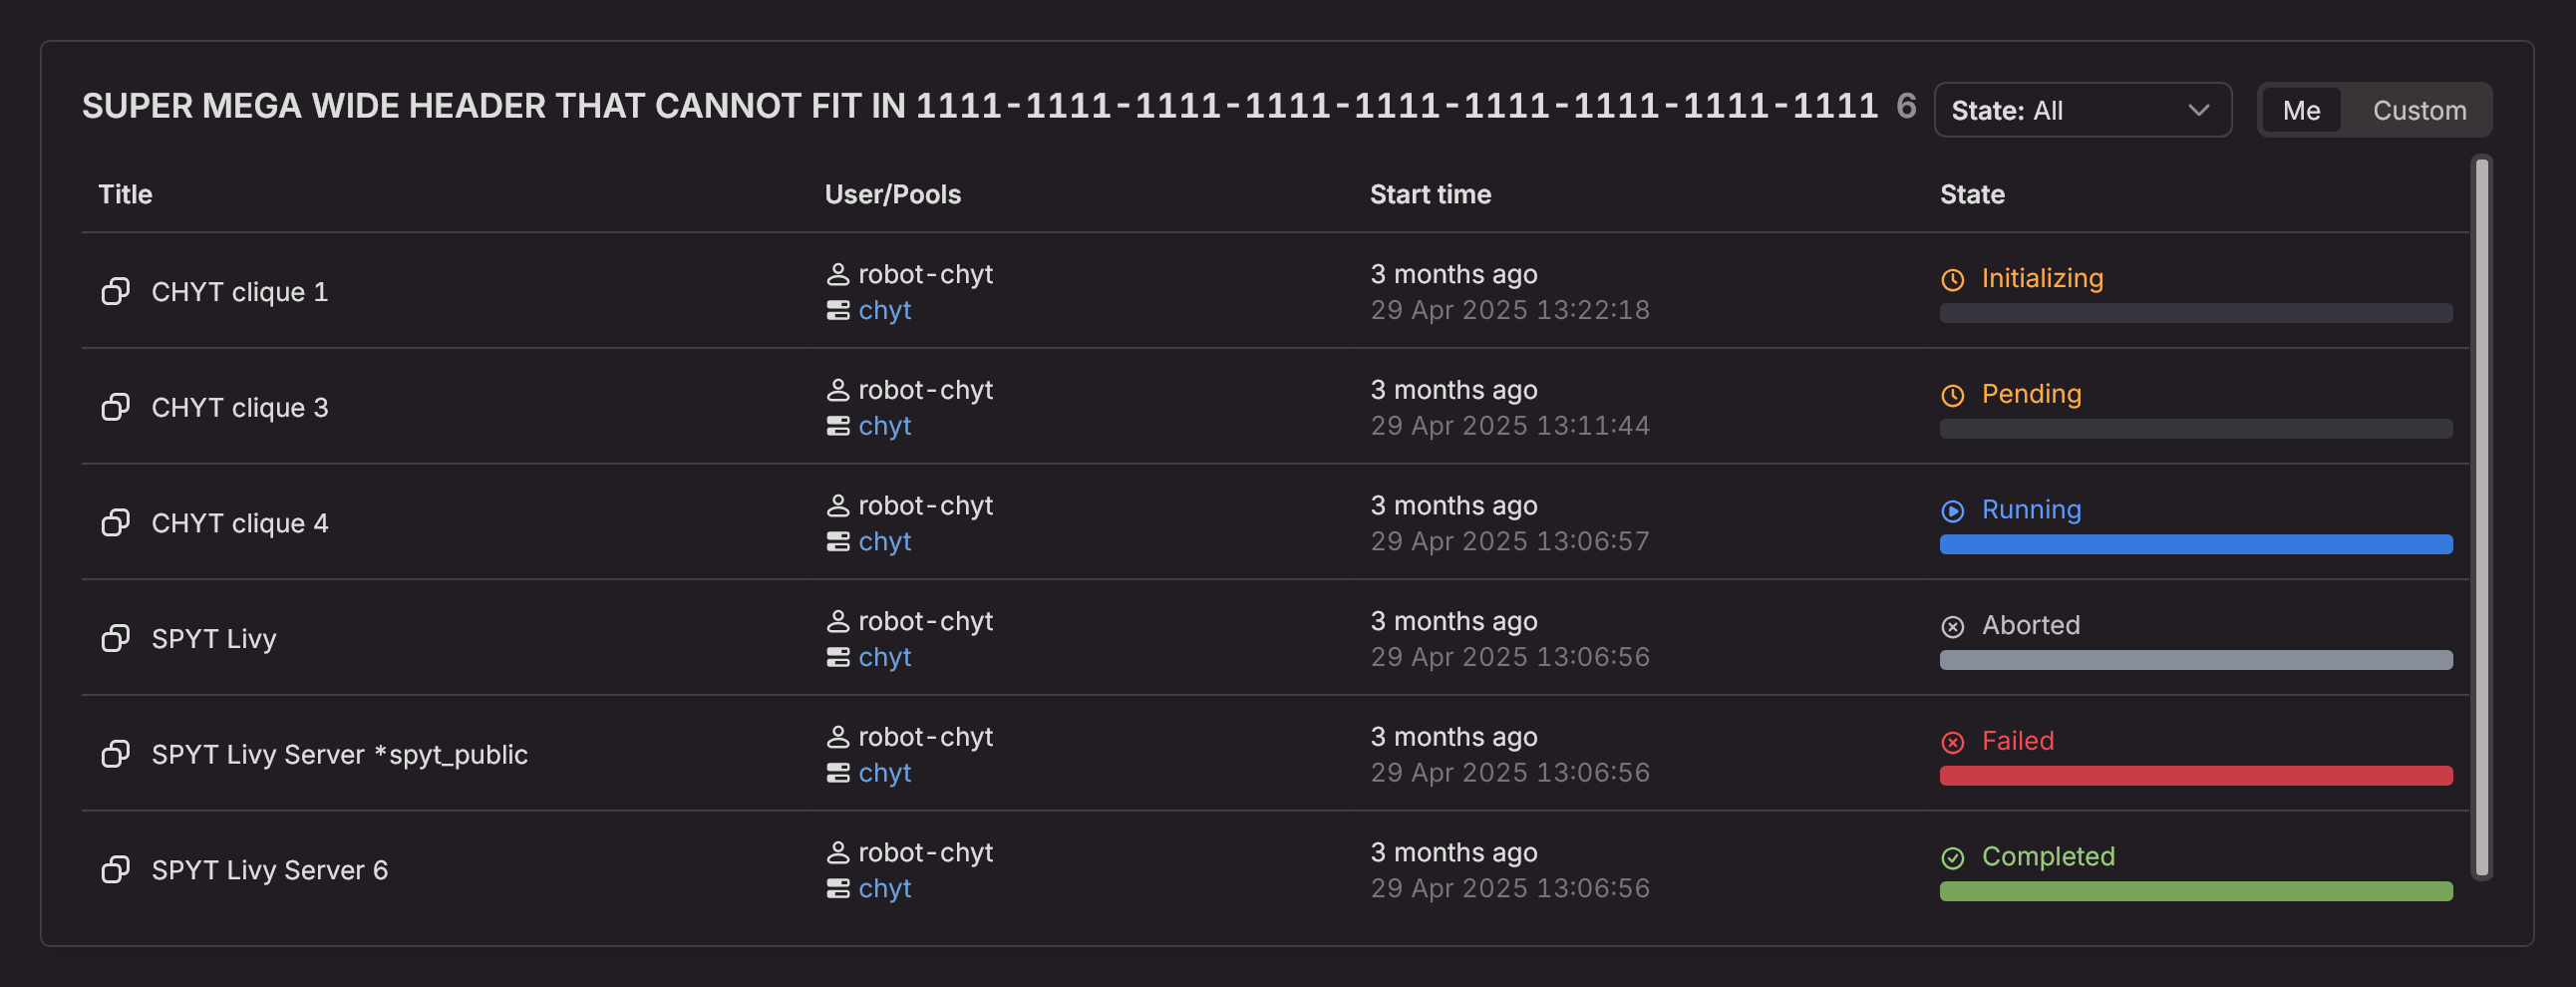 SUPER MEGA WIDE HEADER THAT CANNOT FIT IN 1111-1111-1111-1111-1111-1111-1111-1111-1111 6 State: All Me Custom
Title User/Pools Start time State
CHYT clique 1 robot-chyt 3 months ago Initializing
chyt 29 Apr 2025 13:22:18
CHYT clique 3 robot-chyt 3 months ago Pending
chyt 29 Apr 2025 13:11:44
CHYT clique 4 robot-chyt 3 months ago Running
chyt 29 Apr 2025 13:06:57
SPYT Livy robot-chyt 3 months ago Aborted
chyt 29 Apr 2025 13:06:56
SPYT Livy Server *spyt_public robot-chyt 3 months ago Failed
chyt 29 Apr 2025 13:06:56
SPYT Livy Server 6 robot-chyt 3 months ago Completed
chyt 29 Apr 2025 13:06:56